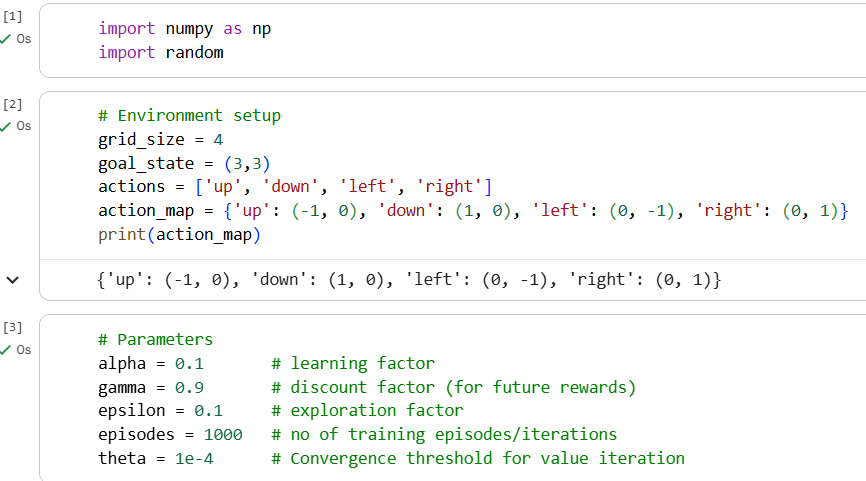 [1]
0s
import numpy as np
import random
[2]
0s
# Environment setup
grid_size = 4
goal_state = (3,3)
actions = ['up', 'down', 'left', 'right']
action_map = {'up': (-1, 0), 'down': (1, 0), 'left': (0, -1), 'right': (0, 1)}
print(action_map)
{'up': (-1, 0), 'down': (1, 0), 'left': (0, -1), 'right': (0, 1)}
[3]
0s
# Parameters
alpha = 0.1       # learning factor
gamma = 0.9       # discount factor (for future rewards)
epsilon = 0.1     # exploration factor
episodes = 1000   # no of training episodes/iterations
theta = 1e-4      # Convergence threshold for value iteration